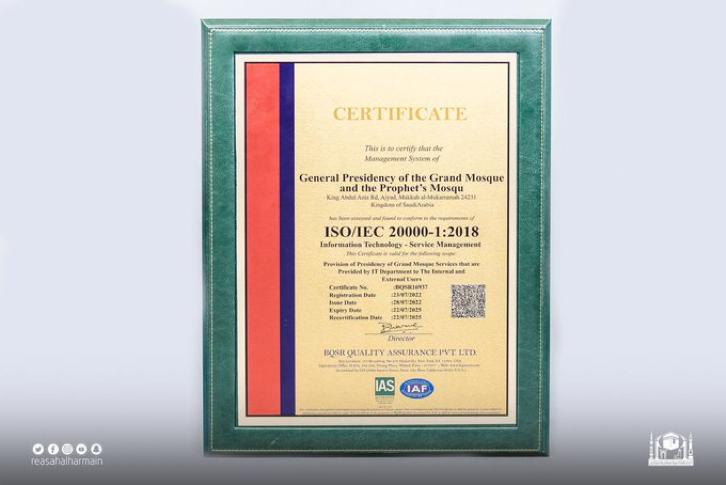 CERTIFICATE
This is to certify that the
Management System of
General Presidency of the Grand Mosque
and the Prophet's Mosqu
King Abdul Aziz Rd, Ajyad, Makkah al-Mukarramah 24231
Kingdom of SaudiArabia
has been assessed and found to conform to the requirements of
ISO/IEC 20000-1:2018
Information Technology - Service Management
This Certificate is valid for the following scope
Provision of Presidency of Grand Mosque Services that are
Provided by IT Department to The Internal and
External Users
Certificate No. :BQSR10937
Registration Date :23/07/2022
Issue Date :28/07/2022
Expiry Date :22/07/2025
Recertification Date :22/07/2025
Director
BQSR QUALITY ASSURANCE PVT. LTD.
IAS
IAF
reasahalharmain